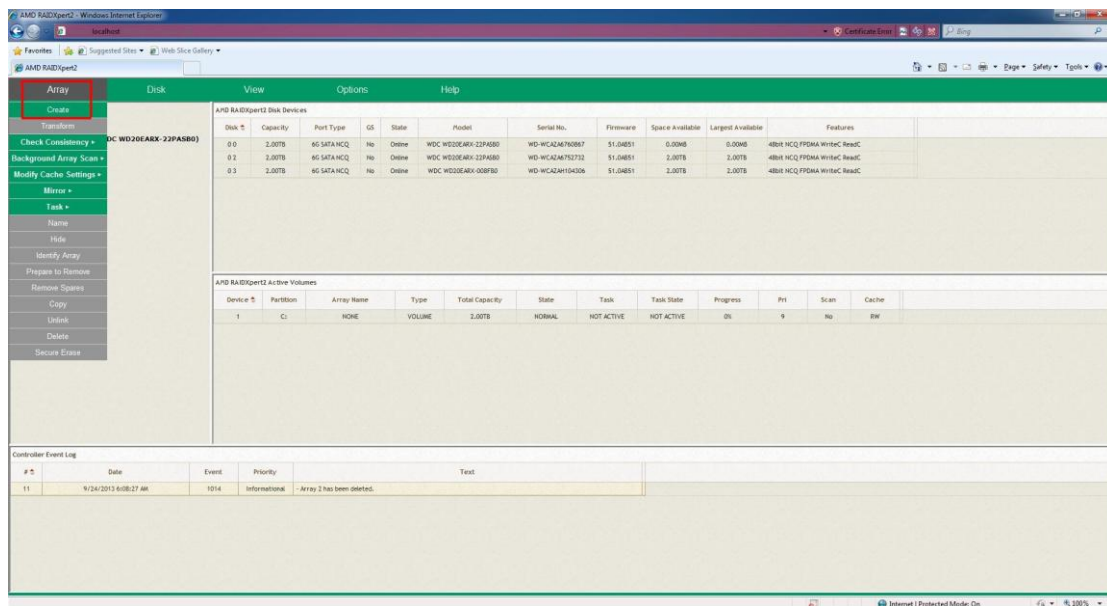 AMD RAIDXpert2 - Windows Internet Explorer
localhost
Certificate Error
Bing
Favorites Suggested Sites Web Slice Gallery
AMD RAIDXpert2
Page Safety Tools
Array Disk View Options Help
Create
Transform
Check Consistency
Background Array Scan
Modify Cache Settings
Mirror
Task
Name
Hide
Identify Array
Prepare to Remove
Remove Spares
Copy
Unlink
Delete
Secure Erase
DC WD20EARX-22PASB0)
AMD RAIDXpert2 Disk Devices
Disk Capacity Port Type GS State Model Serial No. Firmware Space Available Largest Available Features
0 0 2.00TB 6G SATA NCQ No Online WDC WD20EARX-22PASB0 WD-WCAZA6760867 51.0AB51 0.00MB 0.00MB 48bit NCQ FPDMA WriteC ReadC
0 2 2.00TB 6G SATA NCQ No Online WDC WD20EARX-22PASB0 WD-WCAZA6752732 51.0AB51 2.00TB 2.00TB 48bit NCQ FPDMA WriteC ReadC
0 3 2.00TB 6G SATA NCQ No Online WDC WD20EARX-008FB0 WD-WCAZAH104306 51.0AB51 2.00TB 2.00TB 48bit NCQ FPDMA WriteC ReadC
AMD RAIDXpert2 Active Volumes
Device Partition Array Name Type Total Capacity State Task Task State Progress Pri Scan Cache
1 C: NONE VOLUME 2.00TB NORMAL NOT ACTIVE NOT ACTIVE 0% 9 No RW
Controller Event Log
# Date Event Priority Text
11 9/24/2013 6:08:27 AM 1014 Informational - Array 2 has been deleted.
Internet | Protected Mode: On 100%